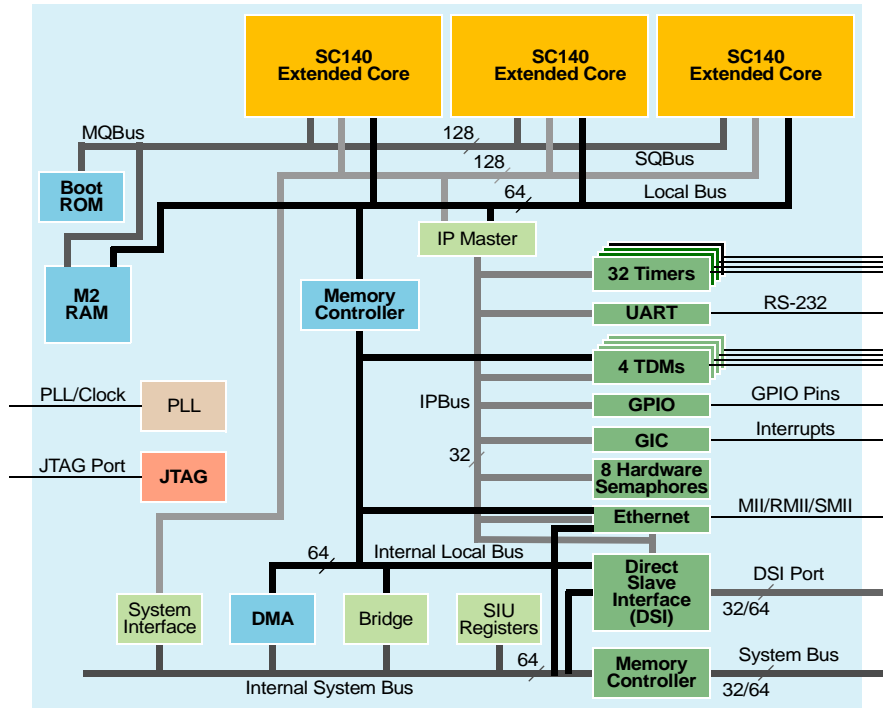 SC140
Extended Core
SC140
Extended Core
SC140
Extended Core
MQBus
128
128
SQBus
64
Local Bus
Boot
ROM
IP Master
M2
RAM
Memory
Controller
32 Timers
UART
RS-232
4 TDMs
PLL/Clock
PLL
IPBus
GPIO
GPIO Pins
GIC
Interrupts
JTAG Port
JTAG
32
8 Hardware
Semaphores
Ethernet
MII/RMII/SMII
64
Internal Local Bus
Direct
Slave
Interface
(DSI)
DSI Port
32/64
System
Interface
DMA
Bridge
SIU
Registers
64
Internal System Bus
Memory
Controller
System Bus
32/64